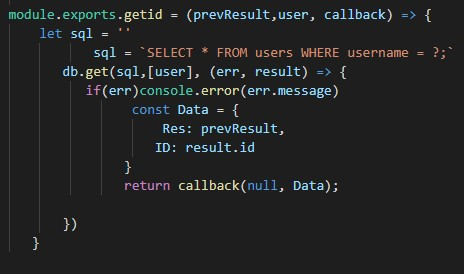 module.exports.getid = (prevResult,user, callback) => {
let sql = ''
sql = `SELECT * FROM users WHERE username = ?;`
db.get(sql,[user], (err, result) => {
if(err)console.error(err.message)
const Data = {
Res: prevResult,
ID: result.id
}
return callback(null, Data);
})
}